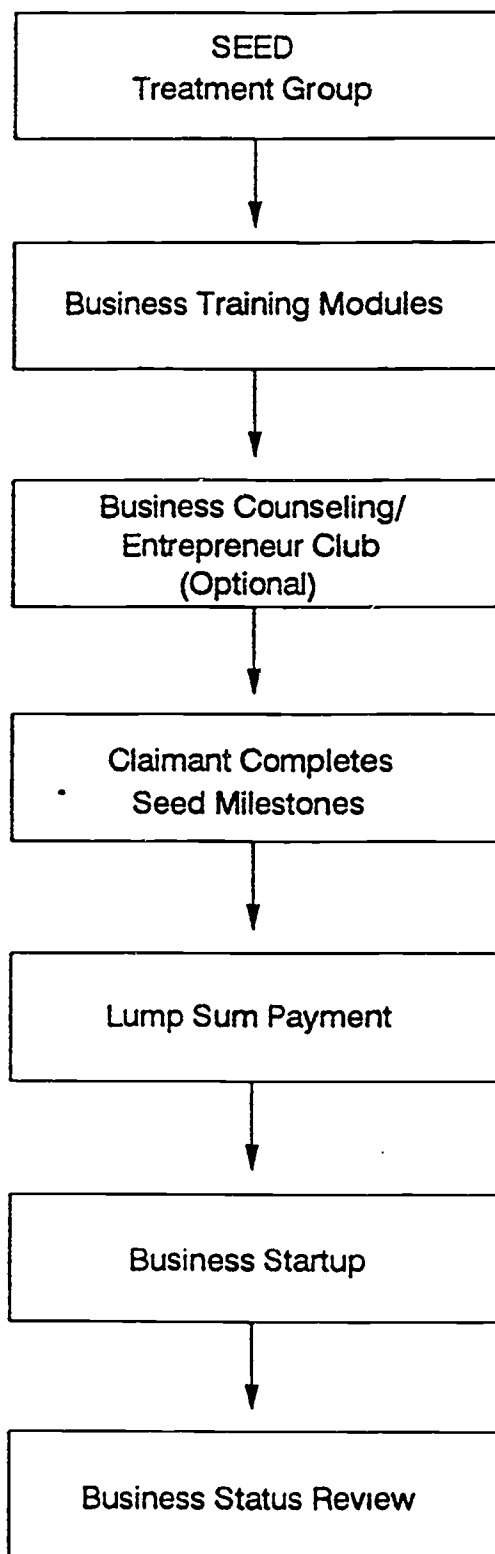 SEED
Treatment Group
Business Training Modules
Business Counseling/
Entrepreneur Club
(Optional)
Claimant Completes
Seed Milestones
Lump Sum Payment
Business Startup
Business Status Review